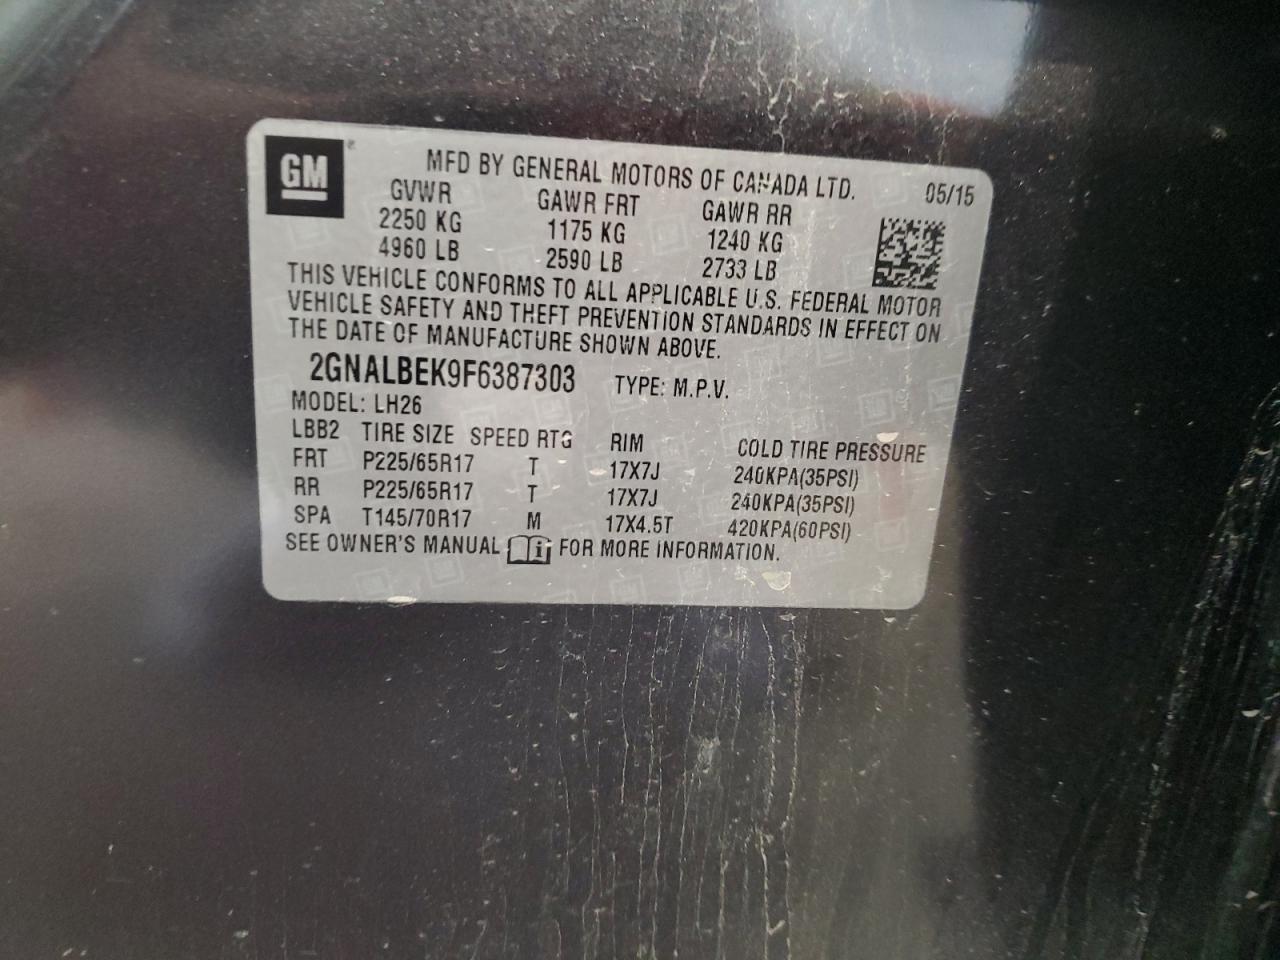 GM
MFD BY GENERAL MOTORS OF CANADA LTD. 05/15
GVWR GAWR FRT GAWR RR
2250 KG 1175 KG 1240 KG
4960 LB 2590 LB 2733 LB
THIS VEHICLE CONFORMS TO ALL APPLICABLE U.S. FEDERAL MOTOR
VEHICLE SAFETY AND THEFT PREVENTION STANDARDS IN EFFECT ON
THE DATE OF MANUFACTURE SHOWN ABOVE.
2GNALBEK9F6387303 TYPE: M.P.V.
MODEL: LH26
LBB2 TIRE SIZE SPEED RTG RIM COLD TIRE PRESSURE
FRT P225/65R17 T 17X7J 240KPA(35PSI)
RR P225/65R17 T 17X7J 240KPA(35PSI)
SPA T145/70R17 M 17X4.5T 420KPA(60PSI)
SEE OWNER'S MANUAL FOR MORE INFORMATION.